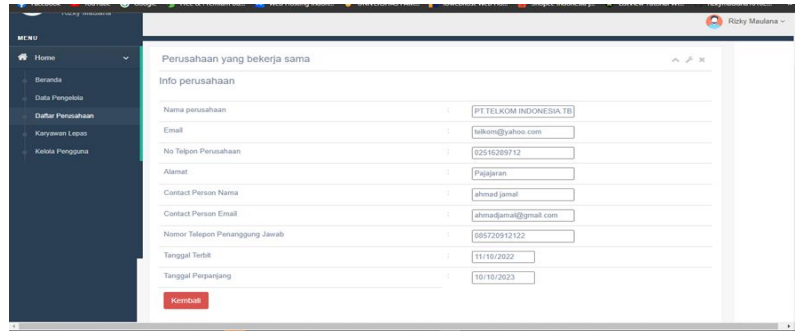 Rizky Maulana
Rizky Maulana
MENU
Home
Beranda
Data Pengelola
Daftar Perusahaan
Karyawan Lepas
Kelola Pengguna
Perusahaan yang bekerja sama
Info perusahaan
Nama perusahaan : PT.TELKOM INDONESIA.TB
Email : telkom@yahoo.com
No Telpon Perusahaan : 02516289712
Alamat : Pajajaran
Contact Person Nama : ahmad jamal
Contact Person Email : ahmadjamal@gmail.com
Nomor Telepon Penanggung Jawab : 085720912122
Tanggal Terbit : 11/10/2022
Tanggal Perpanjang : 10/10/2023
Kembali